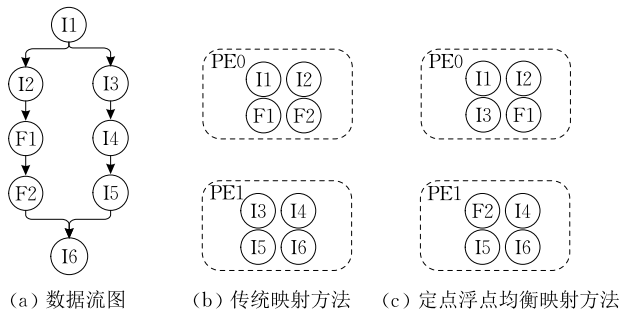 I1
I2 I3
F1 I4
F2 I5
I6
(a) 数据流图
PE0
I1 I2
F1 F2
PE1
I3 I4
I5 I6
(b) 传统映射方法
PE0
I1 I2
I3 F1
PE1
F2 I4
I5 I6
(c) 定点浮点均衡映射方法